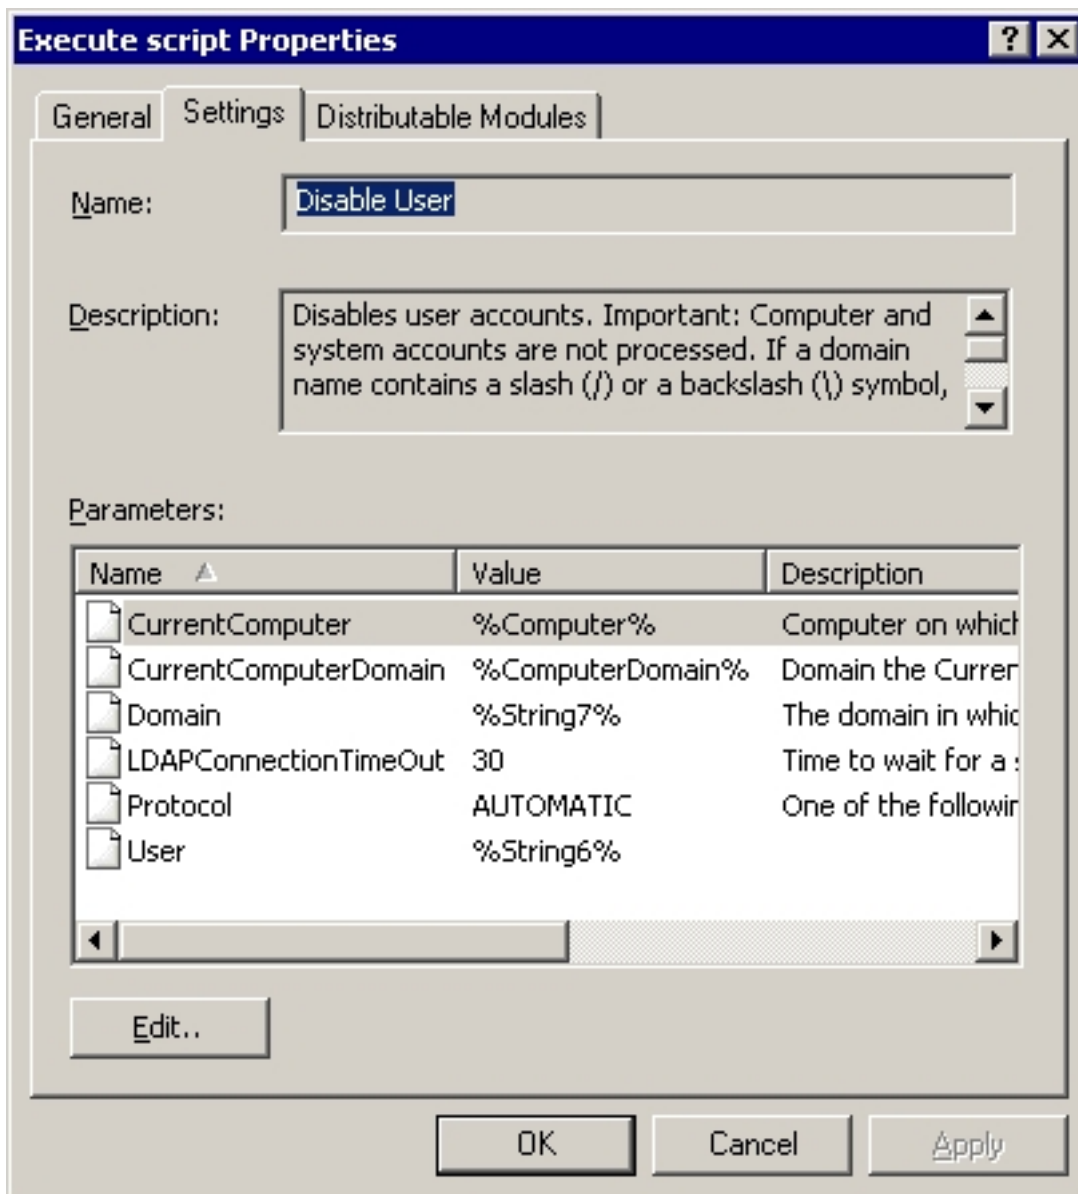 Execute script Properties
General Settings Distributable Modules
Name: Disable User
Description: Disables user accounts. Important: Computer and
system accounts are not processed. If a domain
name contains a slash (/) or a backslash (\) symbol,
Parameters:
Name Value Description
CurrentComputer %Computer% Computer on which
CurrentComputerDomain %ComputerDomain% Domain the Curren
Domain %String7% The domain in whic
LDAPConnectionTimeOut 30 Time to wait for a s
Protocol AUTOMATIC One of the followin
User %String6%
Edit..
OK Cancel Apply